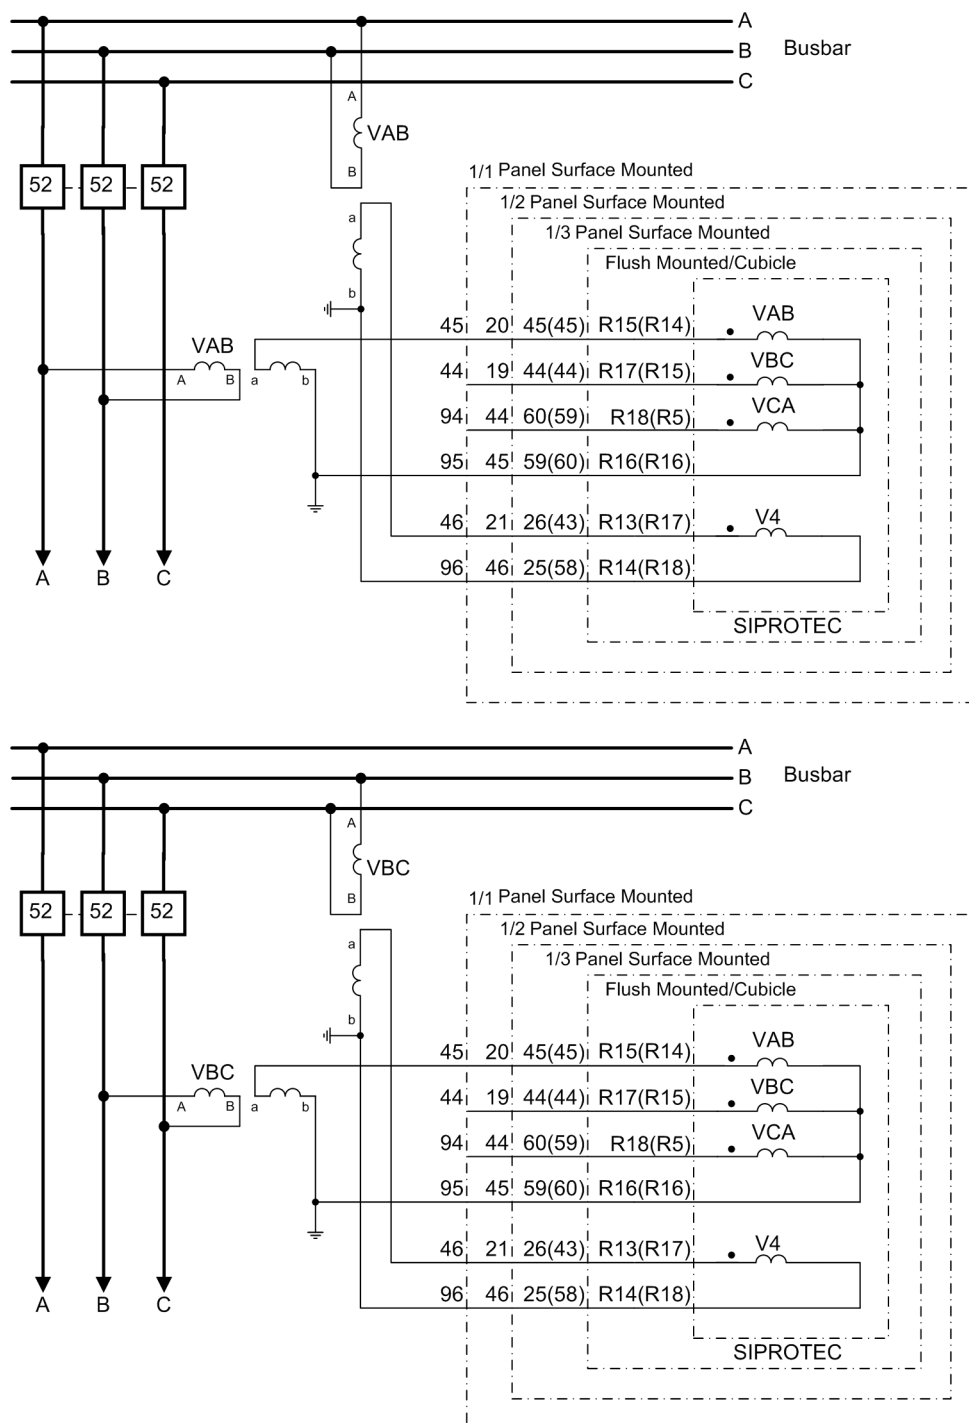 A
B Busbar
C
A
VAB
B
52 52 52
1/1 Panel Surface Mounted
1/2 Panel Surface Mounted
1/3 Panel Surface Mounted
Flush Mounted/Cubicle
a
b
VAB
45 20 45(45) R15(R14)
VAB
A B a b
VBC
44 19 44(44) R17(R15)
VCA
94 44 60(59) R18(R5)
95 45 59(60) R16(R16)
V4
46 21 26(43) R13(R17)
96 46 25(58) R14(R18)
A B C
SIPROTEC
A
B Busbar
C
A
VBC
B
52 52 52
1/1 Panel Surface Mounted
1/2 Panel Surface Mounted
1/3 Panel Surface Mounted
Flush Mounted/Cubicle
a
b
VAB
45 20 45(45) R15(R14)
VBC
A B a b
VBC
44 19 44(44) R17(R15)
VCA
94 44 60(59) R18(R5)
95 45 59(60) R16(R16)
V4
46 21 26(43) R13(R17)
96 46 25(58) R14(R18)
A B C
SIPROTEC